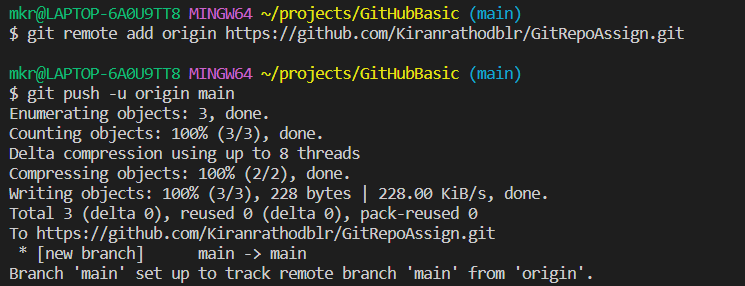 mkr@LAPTOP-6A0U9TT8 MINGW64 ~/projects/GitHubBasic (main)
$ git remote add origin https://github.com/Kiranrathodblr/GitRepoAssign.git
mkr@LAPTOP-6A0U9TT8 MINGW64 ~/projects/GitHubBasic (main)
$ git push -u origin main
Enumerating objects: 3, done.
Counting objects: 100% (3/3), done.
Delta compression using up to 8 threads
Compressing objects: 100% (2/2), done.
Writing objects: 100% (3/3), 228 bytes | 228.00 KiB/s, done.
Total 3 (delta 0), reused 0 (delta 0), pack-reused 0
To https://github.com/Kiranrathodblr/GitRepoAssign.git
 * [new branch]      main -> main
Branch 'main' set up to track remote branch 'main' from 'origin'.